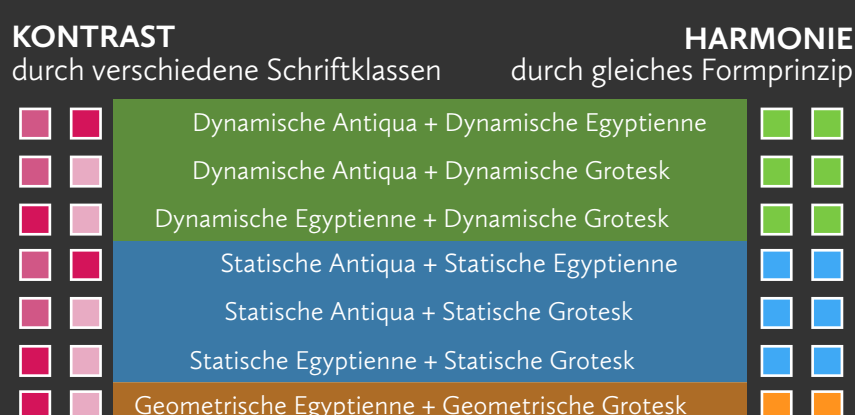 KONTRAST
durch verschiedene Schriftklassen
HARMONIE
durch gleiches Formprinzip
Dynamische Antiqua + Dynamische Egyptienne
Dynamische Antiqua + Dynamische Grotesk
Dynamische Egyptienne + Dynamische Grotesk
Statische Antiqua + Statische Egyptienne
Statische Antiqua + Statische Grotesk
Statische Egyptienne + Statische Grotesk
Geometrische Egyptienne + Geometrische Grotesk